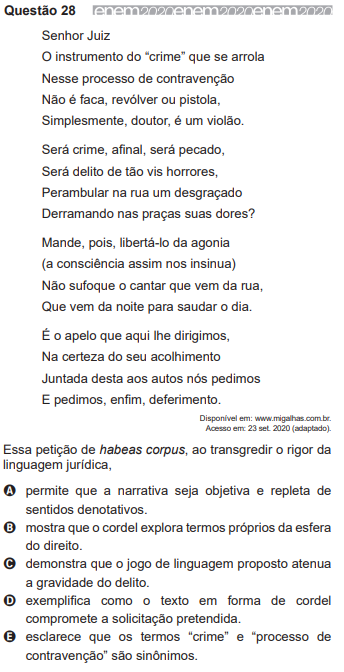 Questão 28 enem2020enem2020enem2020
Senhor Juiz
O instrumento do “crime” que se arrola
Nesse processo de contravenção
Não é faca, revólver ou pistola,
Simplesmente, doutor, é um violão.
Será crime, afinal, será pecado,
Será delito de tão vis horrores,
Perambular na rua um desgraçado
Derramando nas praças suas dores?
Mande, pois, libertá-lo da agonia
(a consciência assim nos insinua)
Não sufoque o cantar que vem da rua,
Que vem da noite para saudar o dia.
É o apelo que aqui lhe dirigimos,
Na certeza do seu acolhimento
Juntada desta aos autos nós pedimos
E pedimos, enfim, deferimento.
Disponível em: www.migalhas.com.br.
Acesso em: 23 set. 2020 (adaptado).
Essa petição de habeas corpus, ao transgredir o rigor da
linguagem jurídica,
A permite que a narrativa seja objetiva e repleta de
sentidos denotativos.
B mostra que o cordel explora termos próprios da esfera
do direito.
C demonstra que o jogo de linguagem proposto atenua
a gravidade do delito.
D exemplifica como o texto em forma de cordel
compromete a solicitação pretendida.
E esclarece que os termos “crime” e “processo de
contravenção” são sinônimos.